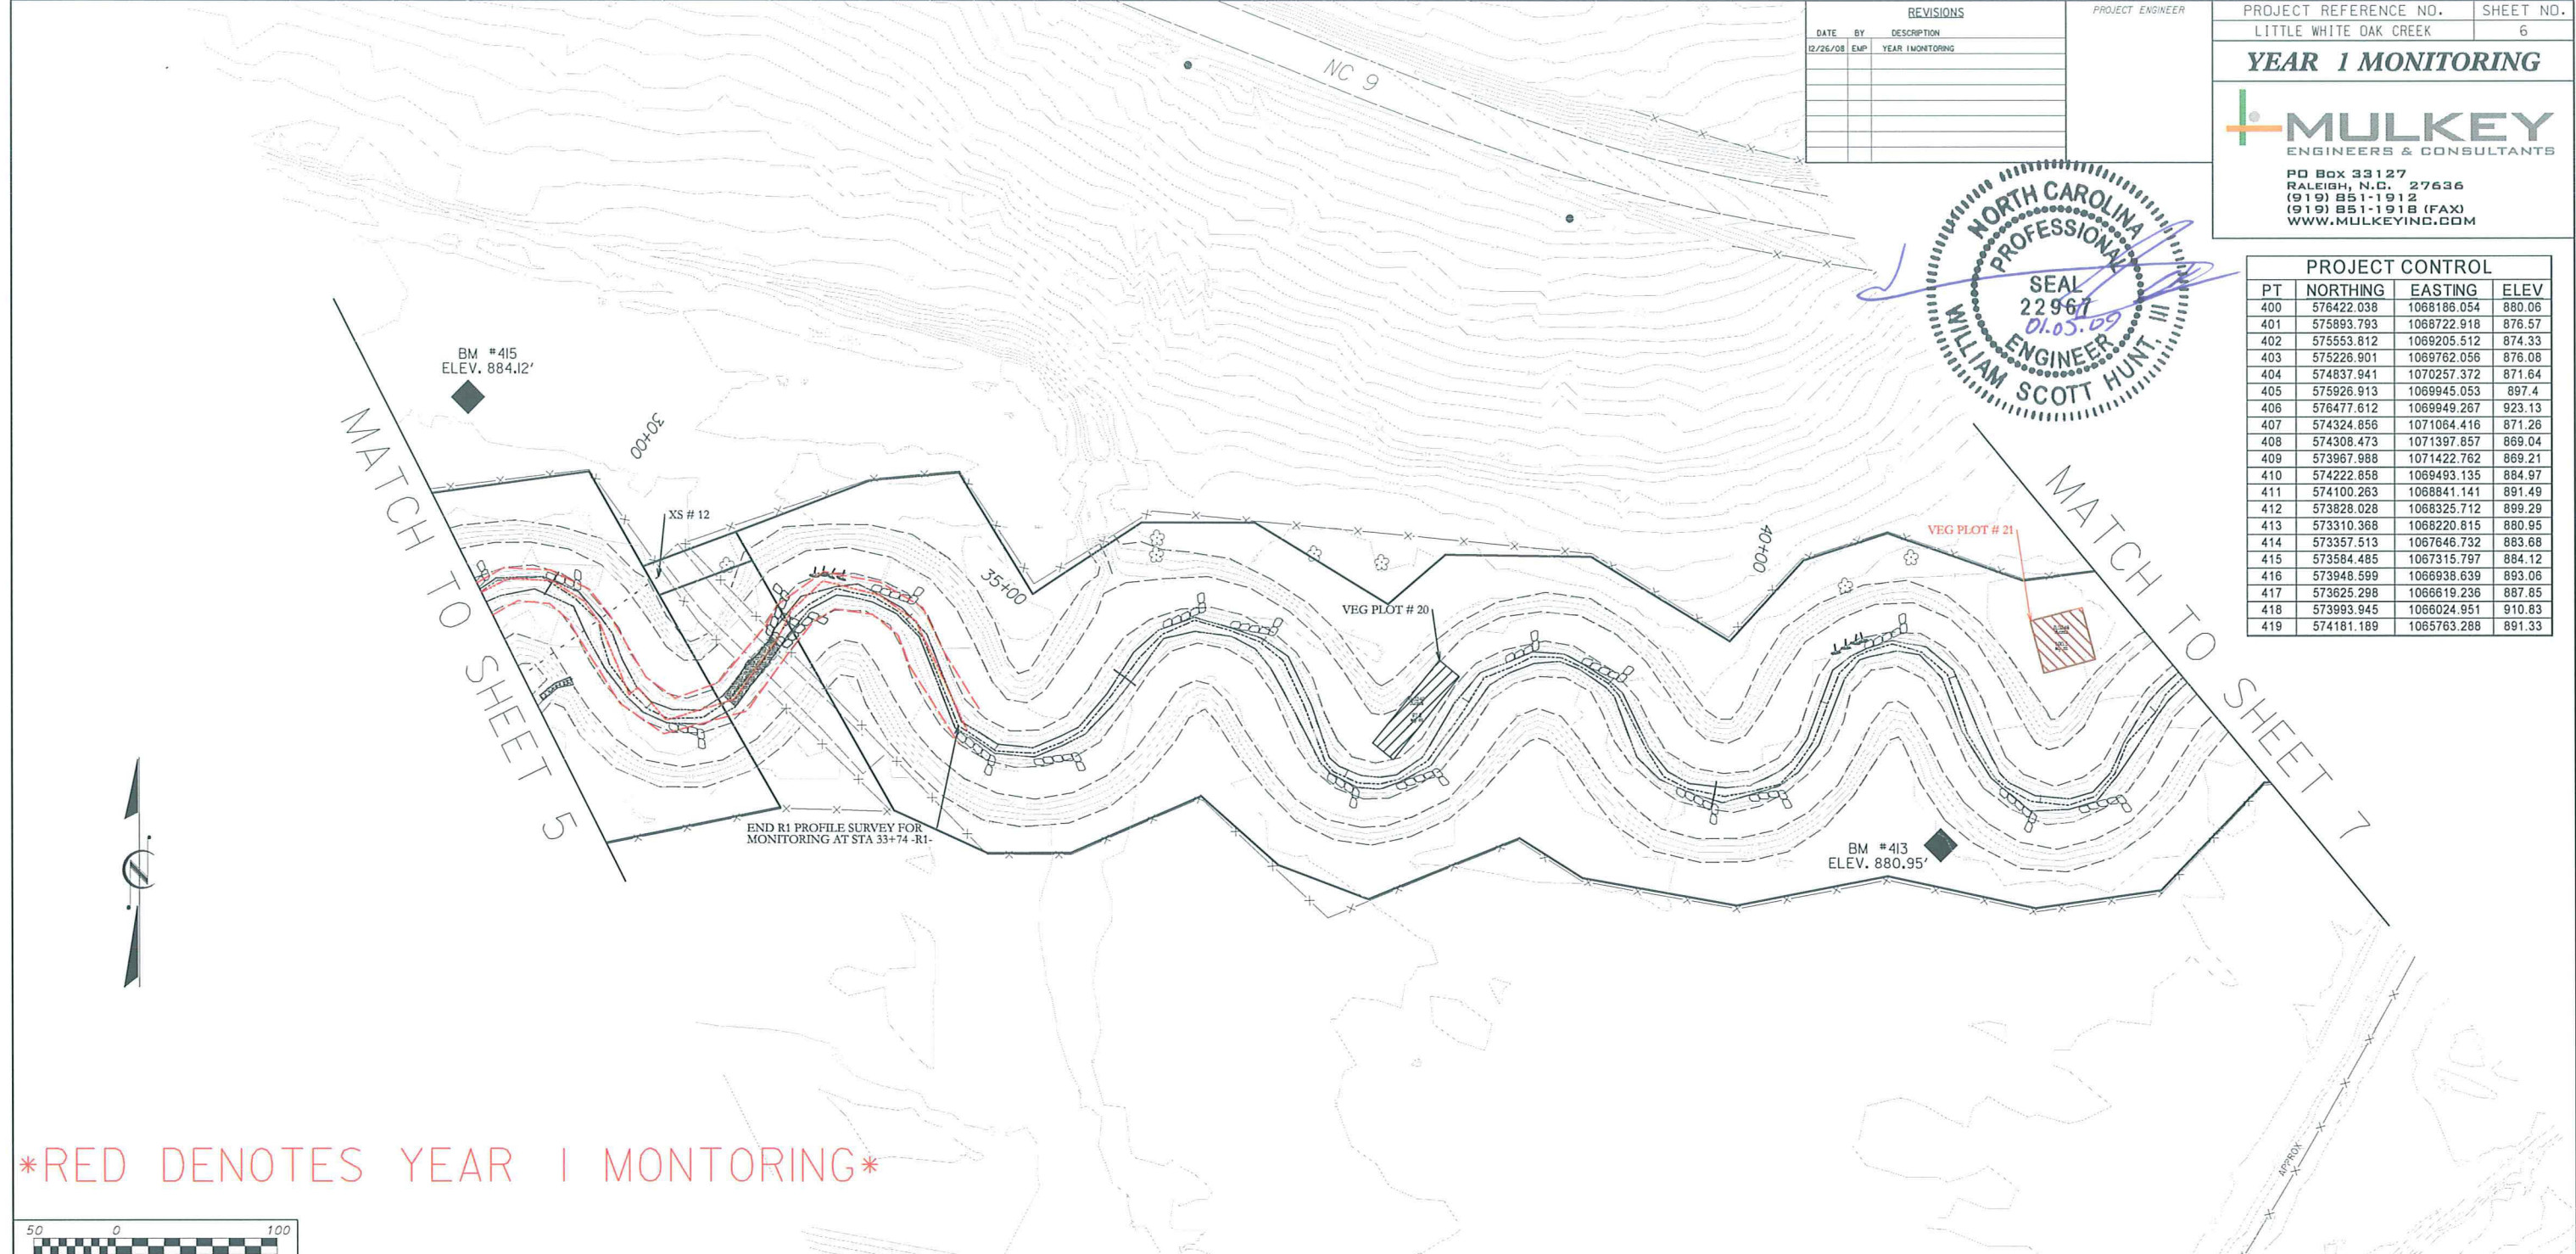 REVISIONS
DATE BY DESCRIPTION
12/26/08 EMP YEAR 1 MONITORING
PROJECT ENGINEER
PROJECT REFERENCE NO. SHEET NO.
LITTLE WHITE OAK CREEK 6
YEAR 1 MONITORING
MULKEY
ENGINEERS & CONSULTANTS
PO BOX 33127
RALEIGH, N.C. 27636
(919) 851-1912
(919) 851-1918 (FAX)
WWW.MULKEYINC.COM
NORTH CAROLINA
PROFESSIONAL
SEAL
22967
01.05.09
ENGINEER
WILLIAM SCOTT HUNT, III
PROJECT CONTROL
PT NORTHING EASTING ELEV
400 576422.038 1068186.054 880.06
401 575893.793 1068722.918 876.57
402 575553.812 1069205.512 874.33
403 575226.901 1069762.056 876.08
404 574837.941 1070257.372 871.64
405 575926.913 1069945.053 897.4
406 576477.612 1069949.267 923.13
407 574324.856 1071064.416 871.26
408 574308.473 1071397.857 869.04
409 573967.988 1071422.762 869.21
410 574222.858 1069493.135 884.97
411 574100.263 1068841.141 891.49
412 573828.028 1068325.712 899.29
413 573310.368 1068220.815 880.95
414 573357.513 1067646.732 883.68
415 573584.485 1067315.797 884.12
416 573948.599 1066938.639 893.06
417 573625.298 1066619.236 887.85
418 573993.945 1066024.951 910.83
419 574181.189 1065763.288 891.33
NC 9
BM #415
ELEV. 884.12'
MATCH TO SHEET 5
30+00
XS # 12
35+00
VEG PLOT # 20
40+00
VEG PLOT # 21
MATCH TO SHEET 7
END R1 PROFILE SURVEY FOR
MONITORING AT STA 33+74 -R1-
BM #413
ELEV. 880.95'
APPROX
*RED DENOTES YEAR 1 MONTORING*
50 0 100